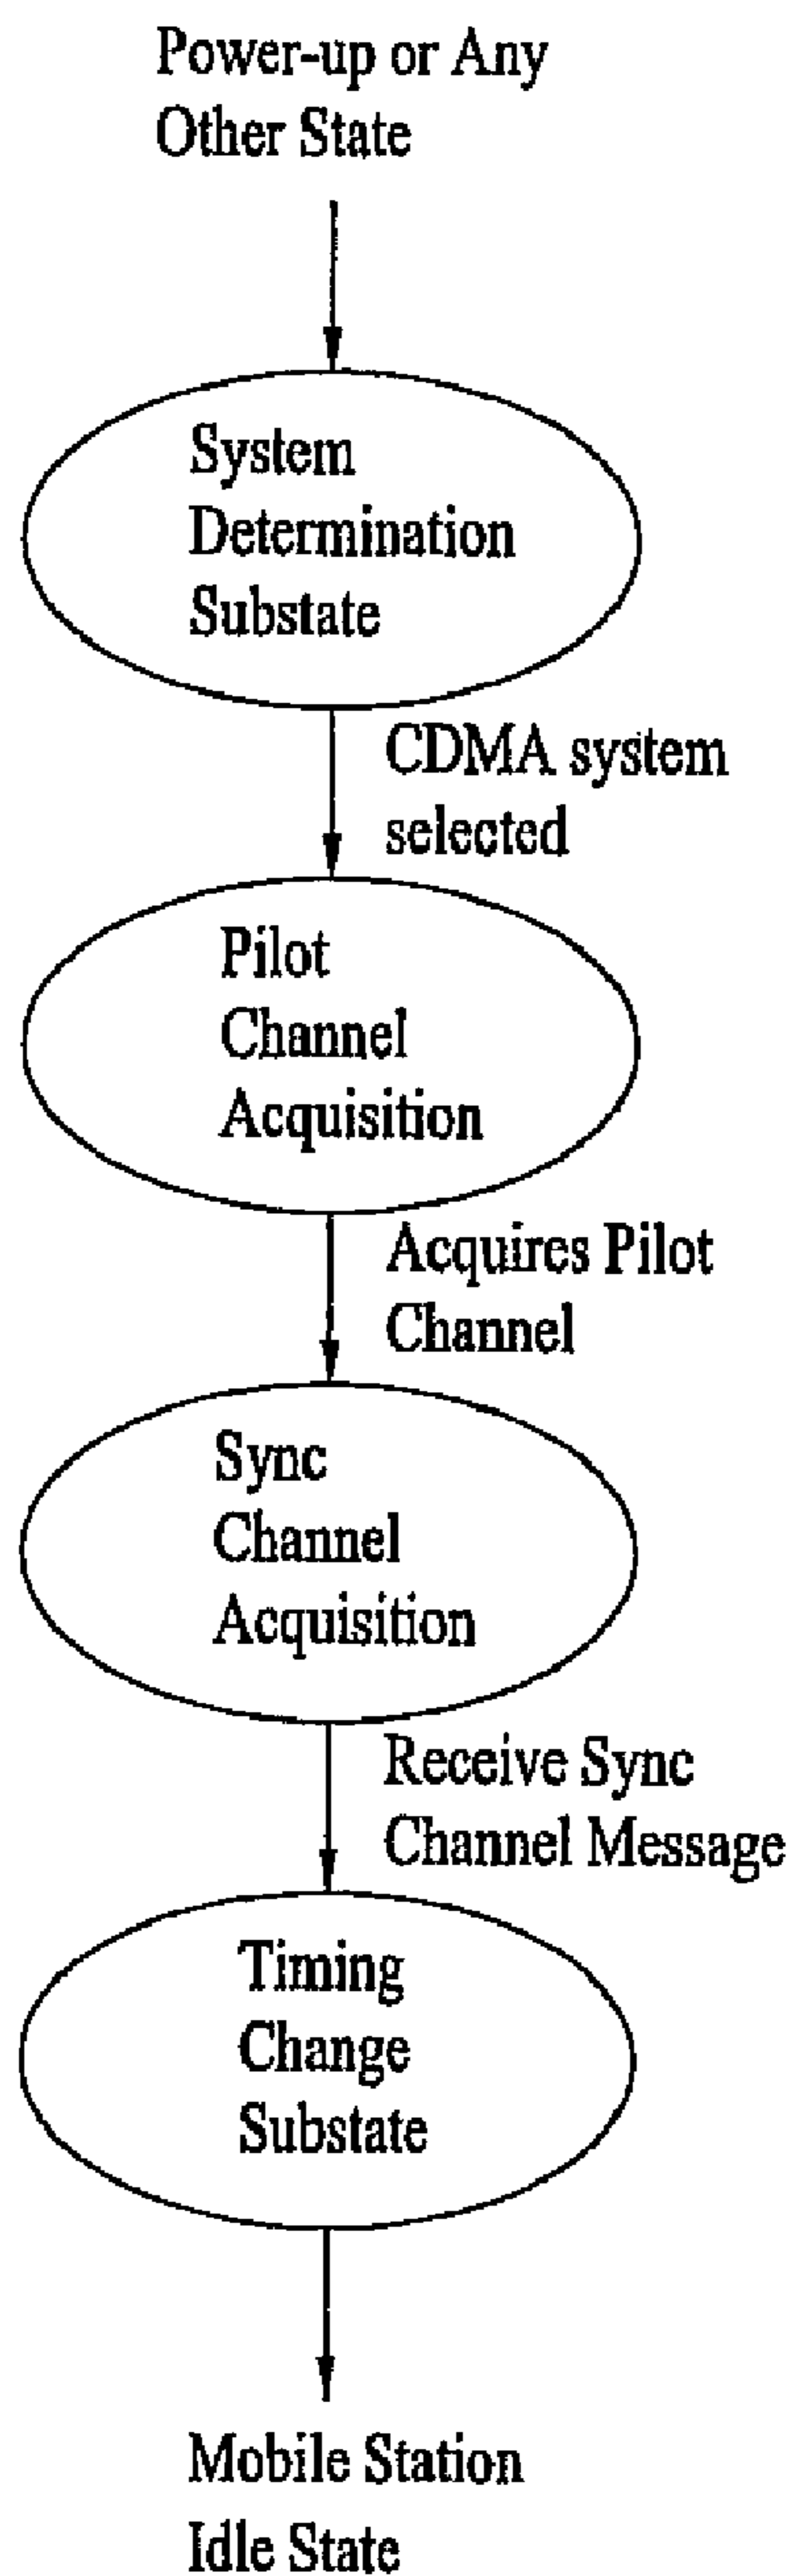 Power-up or Any
Other State
System
Determination
Substate
CDMA system
selected
Pilot
Channel
Acquisition
Acquires Pilot
Channel
Sync
Channel
Acquisition
Receive Sync
Channel Message
Timing
Change
Substate
Mobile Station
Idle State